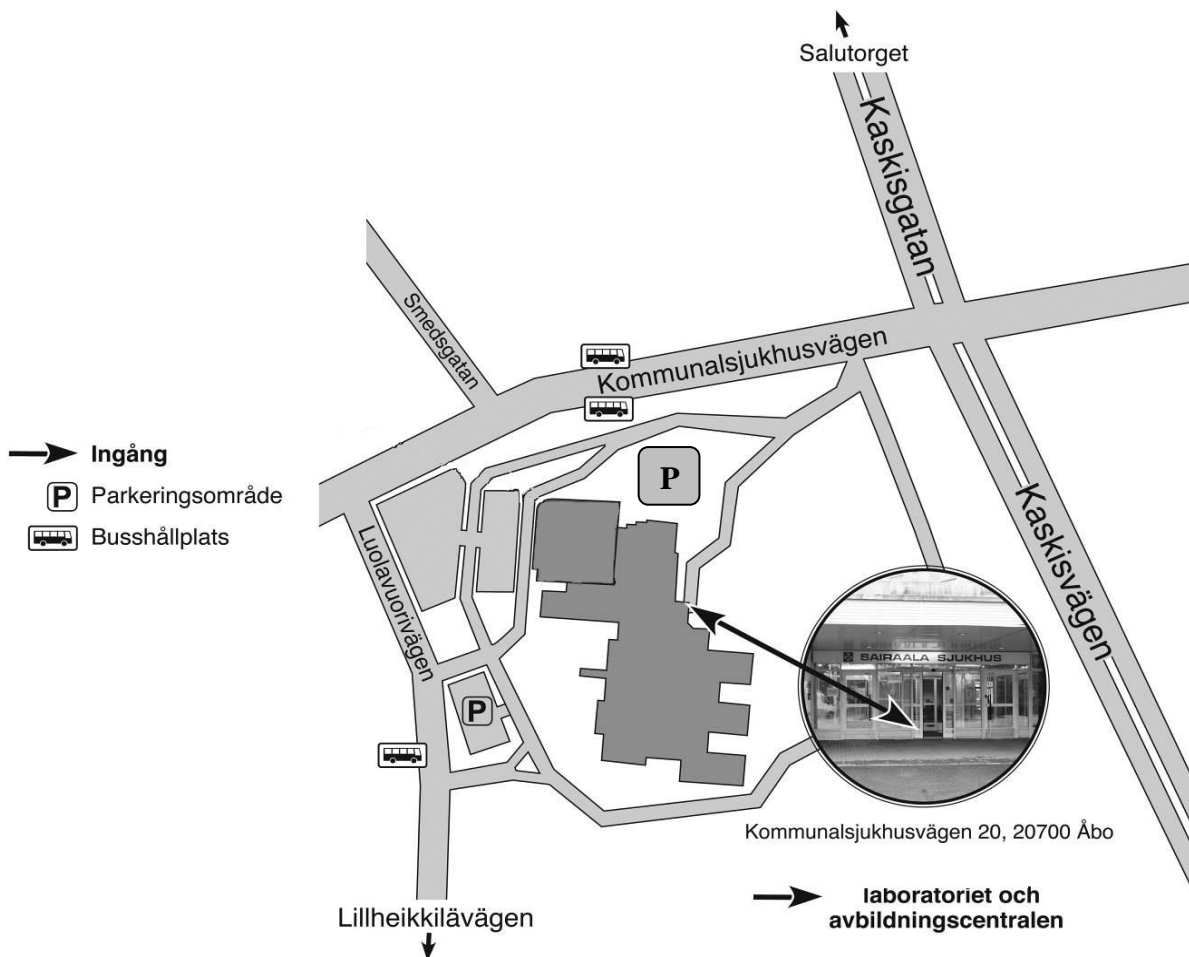 Salutorget
Kaskisgatan
Smedsgatan
Kommunalsjukhusvägen
Ingång
P Parkeringsområde
Busshållplats
P
Luolavuorivägen
Kaskisvägen
SAIRAALA SJUKHUS
P
Kommunalsjukhusvägen 20, 20700 Åbo
laboratoriet och
avbildningscentralen
Lillheikkilävägen